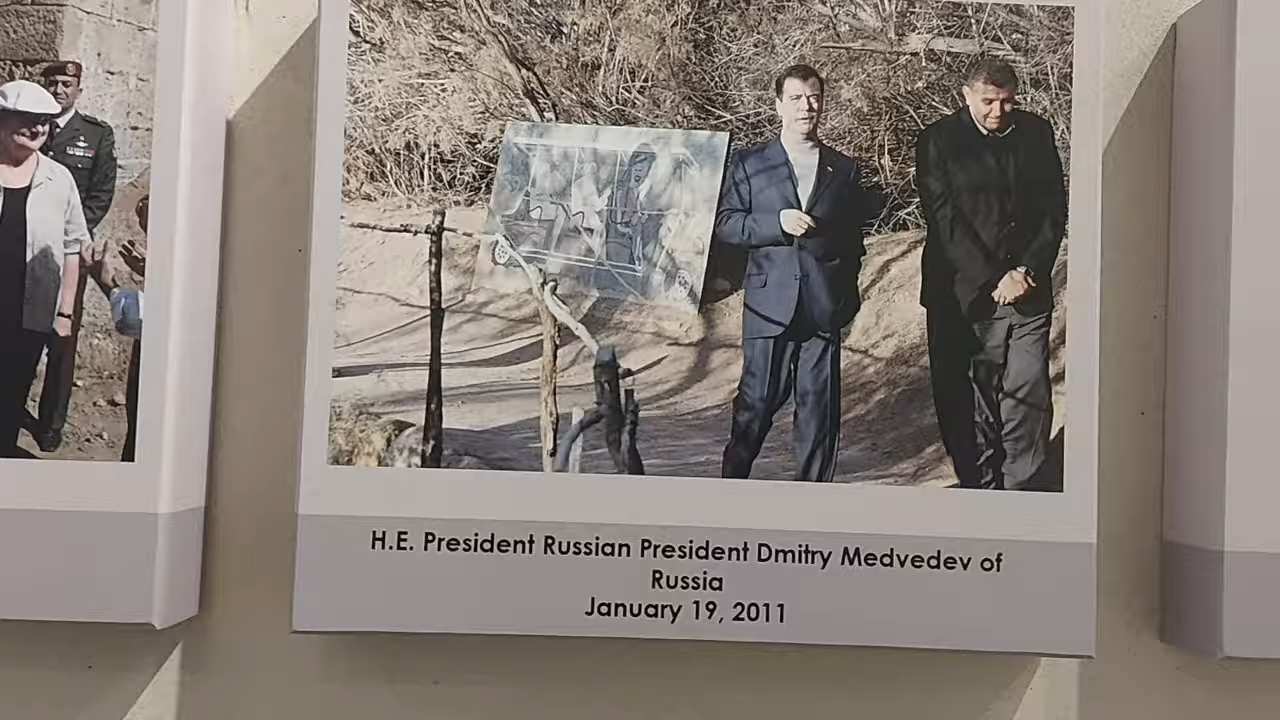 H.E. President Russian President Dmitry Medvedev of
Russia
January 19, 2011